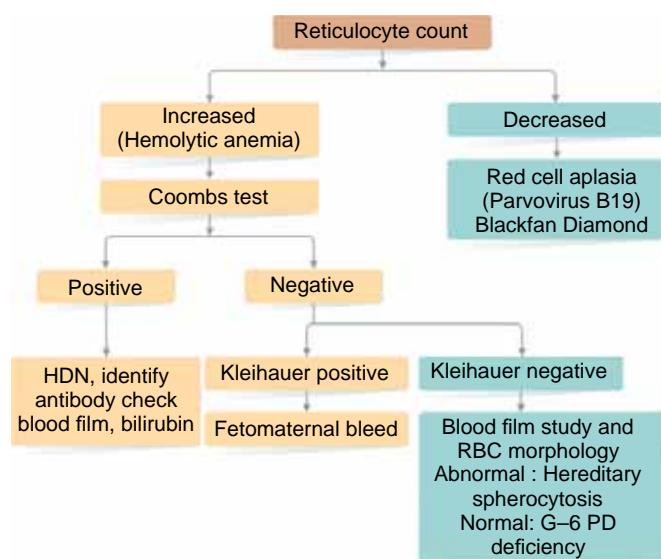 Reticulocyte count
Increased
(Hemolytic anemia)
Decreased
Coombs test
Red cell aplasia
(Parvovirus B19)
Blackfan Diamond
Positive
Negative
HDN, identify
antibody check
blood film, bilirubin
Kleihauer positive
Kleihauer negative
Fetomaternal bleed
Blood film study and
RBC morphology
Abnormal : Hereditary
spherocytosis
Normal: G–6 PD
deficiency